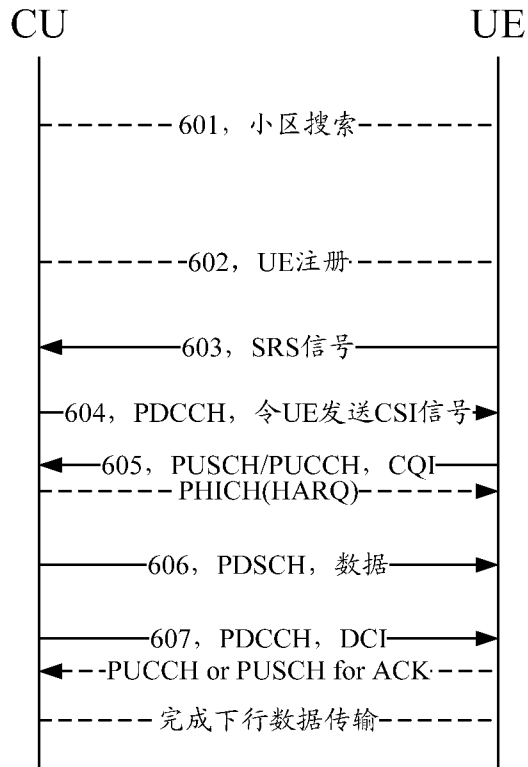 CU
UE
601，小区搜索
602，UE注册
603，SRS信号
604，PDCCH，令UE发送CSI信号
605，PUSCH/PUCCH，CQI
PHICH(HARQ)
606，PDSCH，数据
607，PDCCH，DCI
PUCCH or PUSCH for ACK
完成下行数据传输